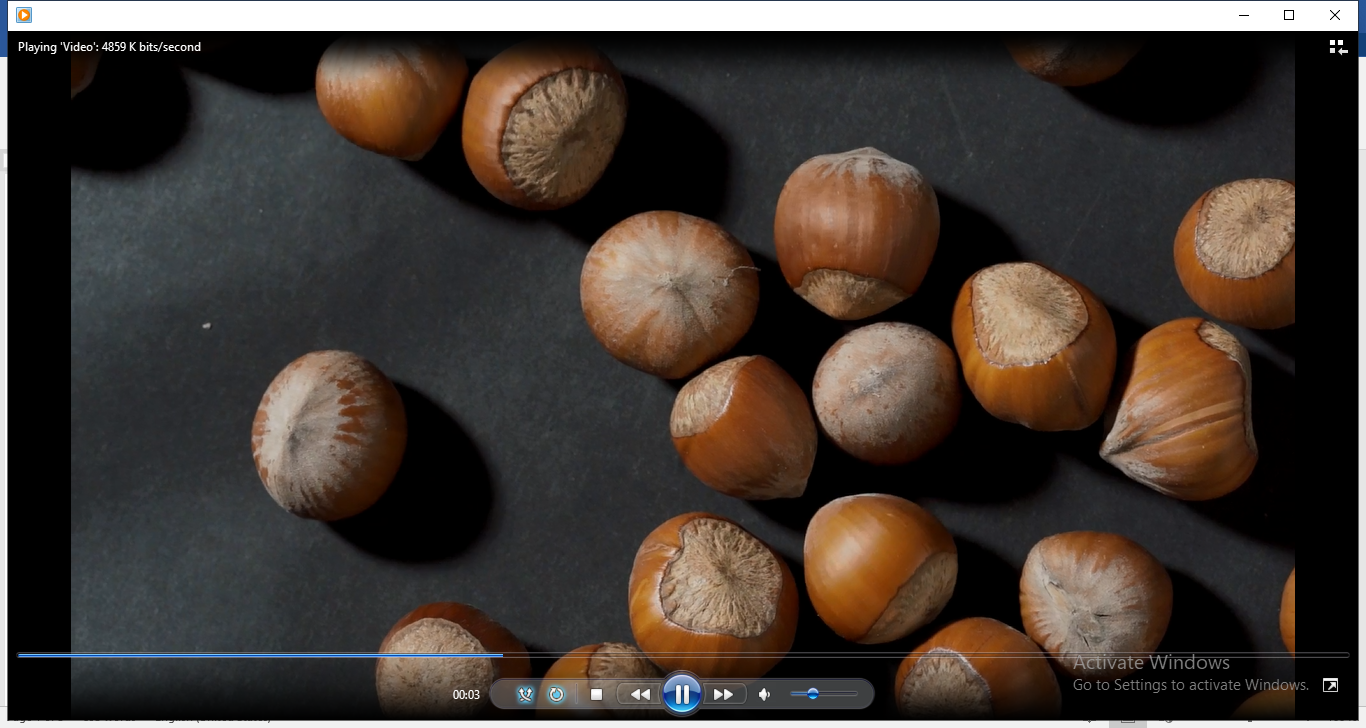 Playing 'Video': 4859 K bits/second
Activate Windows
Go to Settings to activate Windows.
00:03